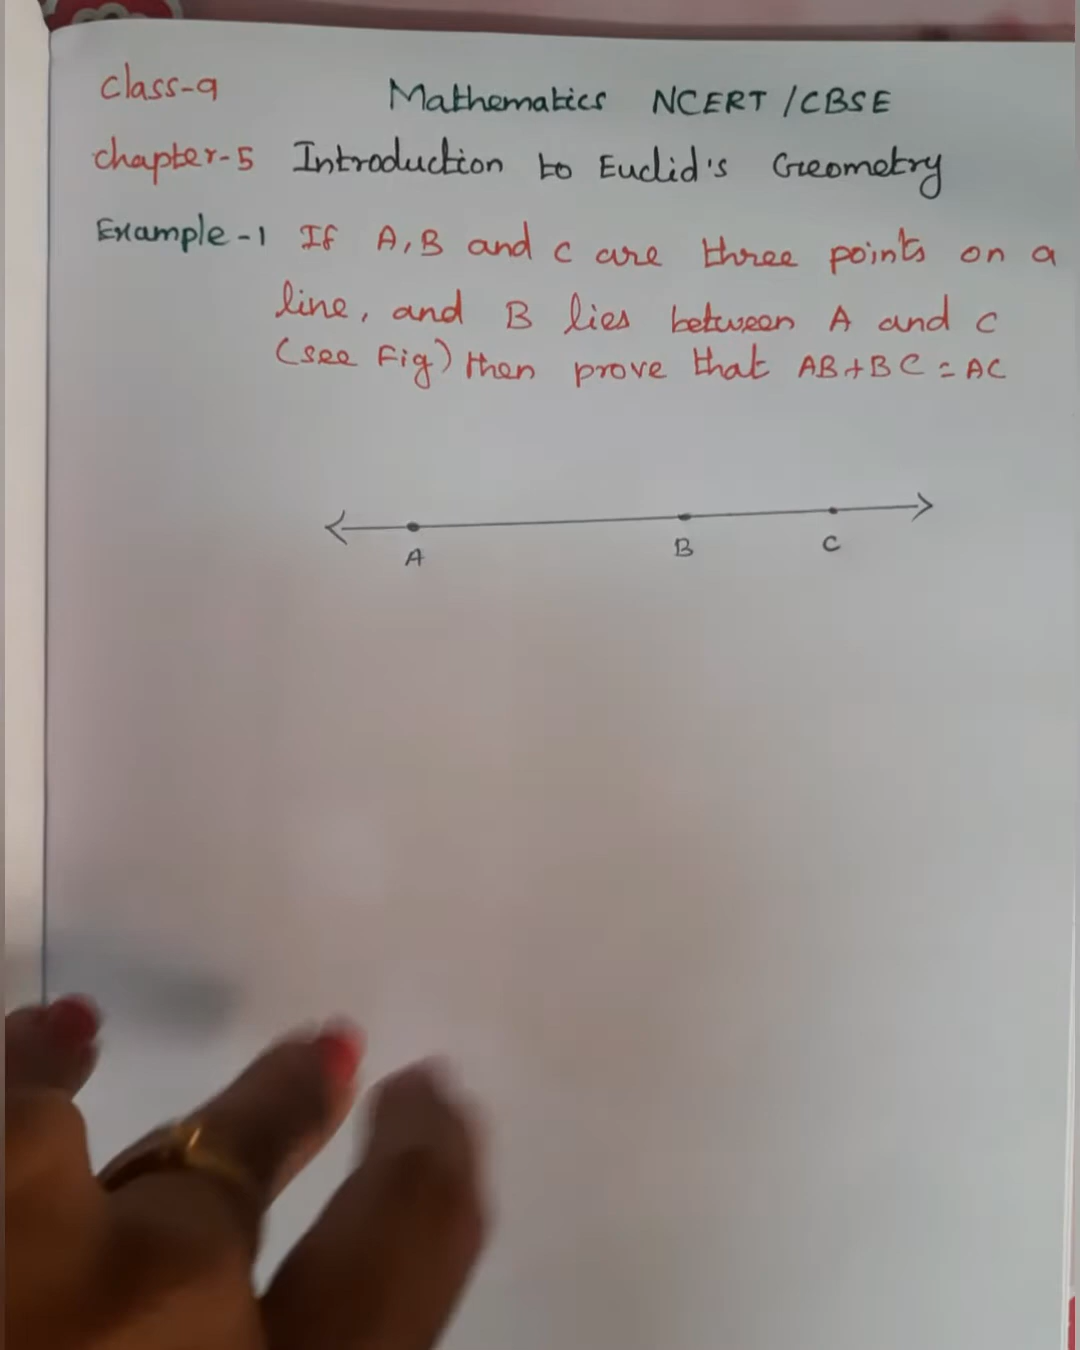 Class-9 Mathematics NCERT / CBSE
Chapter-5 Introduction to Euclid's Geometry
Example-1 If A, B and C are three points on a
line, and B lies between A and C
(see Fig) then prove that AB+BC = AC
A B C